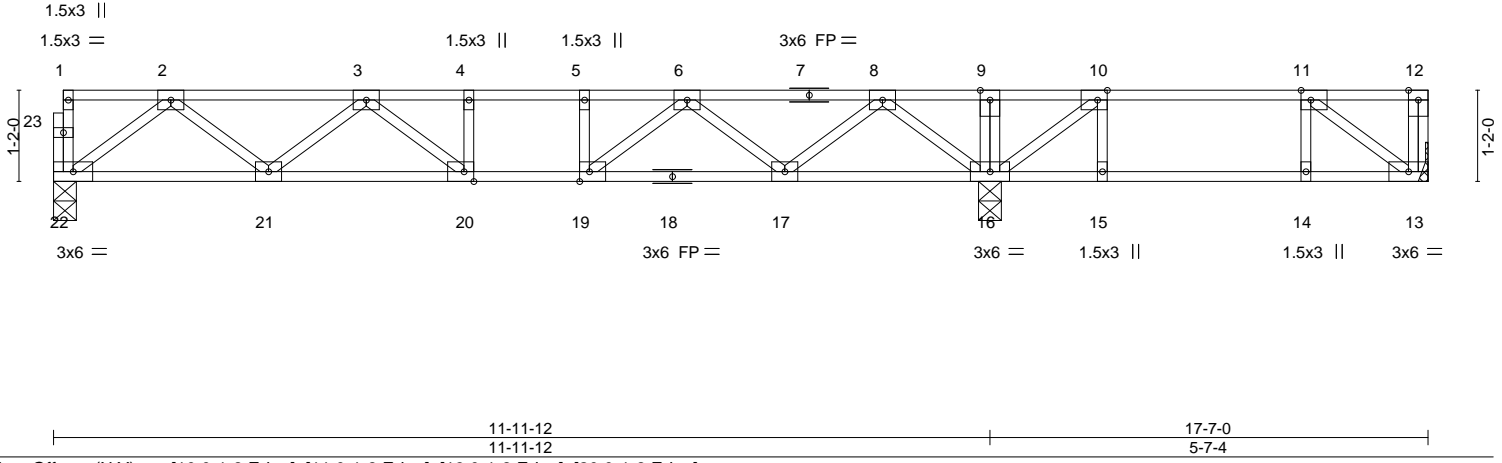 1.5x3 ||
1.5x3 = 1.5x3 || 1.5x3 || 3x6 FP =
1 2 3 4 5 6 7 8 9 10 11 12
23
1-2-0 1-2-0
22 21 20 19 18 17 16 15 14 13
3x6 = 3x6 FP = 3x6 = 1.5x3 || 1.5x3 || 3x6 =
11-11-12 17-7-0
11-11-12 5-7-4